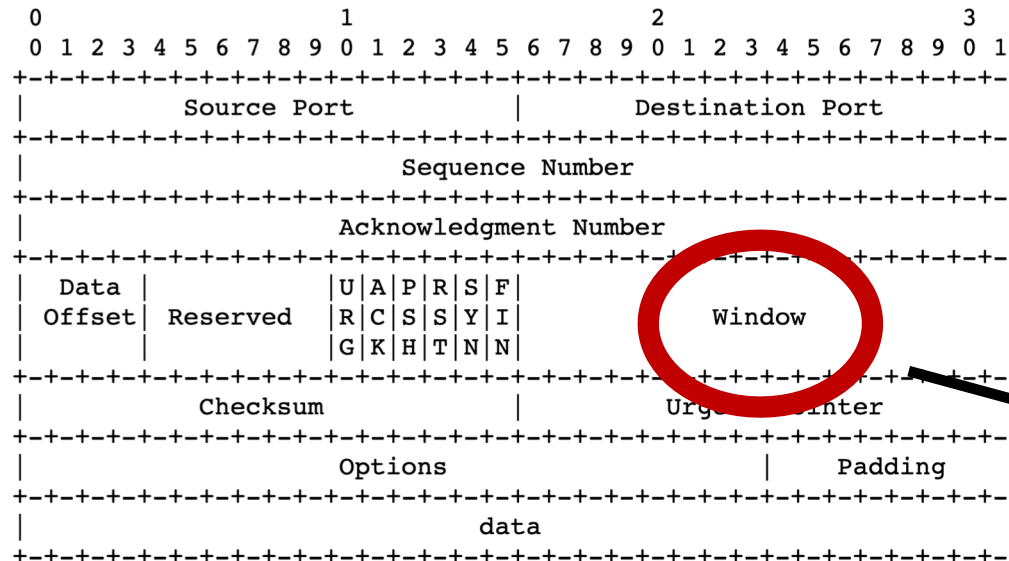 0                   1                   2                   3
0 1 2 3 4 5 6 7 8 9 0 1 2 3 4 5 6 7 8 9 0 1 2 3 4 5 6 7 8 9 0 1
+-+-+-+-+-+-+-+-+-+-+-+-+-+-+-+-+-+-+-+-+-+-+-+-+-+-+-+-+-+-+-+-
| Source Port | Destination Port
+-+-+-+-+-+-+-+-+-+-+-+-+-+-+-+-+-+-+-+-+-+-+-+-+-+-+-+-+-+-+-+-
| Sequence Number
+-+-+-+-+-+-+-+-+-+-+-+-+-+-+-+-+-+-+-+-+-+-+-+-+-+-+-+-+-+-+-+-
| Acknowledgment Number
+-+-+-+-+-+-+-+-+-+-+-+-+-+-+-+-+-+-+-+-+-+-+-+-+-+-+-+-+-+-+-+-
| Data | |U|A|P|R|S|F|
| Offset| Reserved |R|C|S|S|Y|I| Window
| | |G|K|H|T|N|N|
+-+-+-+-+-+-+-+-+-+-+-+-+-+-+-+-+-+-+-+-+-+-+-+-+-+-+-+-+-+-+-+-
| Checksum |
+-+-+-+-+-+-+-+-+-+-+-+-+-+-+-+-+-+-+-+-+-+-+-+-+-+-+-+-+-+-+-+-
| Options | Padding
+-+-+-+-+-+-+-+-+-+-+-+-+-+-+-+-+-+-+-+-+-+-+-+-+-+-+-+-+-+-+-+-
| data
+-+-+-+-+-+-+-+-+-+-+-+-+-+-+-+-+-+-+-+-+-+-+-+-+-+-+-+-+-+-+-+-